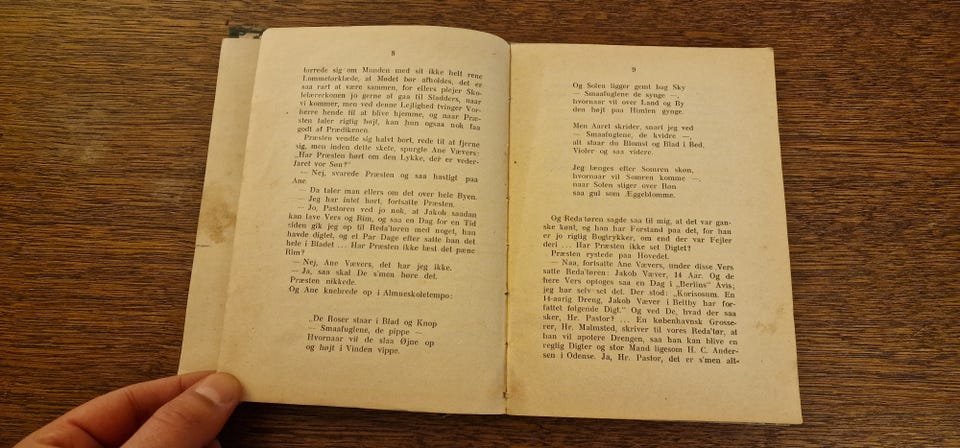 8
tørrede sig om Munden med sit ikke helt rene
Lommetørklæde, at Mødet bør afholdes, det er
saa rart at være sammen, for ellers plejer Sko-
lelærerkonen jo gerne at gaa til Sladders, naar
vi kommer, men ved denne Lejlighed tvinger Vor-
herre hende til at blive hjemme, og naar Præ-
sten taler rigtig højt, kan hun ogsaa nok faa
godt af Prædikenen.
Præsten vendte sig halvt bort, rede til at fjerne
sig, men inden delte skete, spurgte Ane Vævers:
„Har Præsten hørt om den Lykke, der er veder-
faret vor Søn?"
— Nej, svarede Præsten og saa hastigt paa
Ane.
— Da taler man ellers om det over hele Byen.
— Jeg har intet hørt, fortsatte Præsten.
— Jo, Pastoren ved jo nok, at Jakob saadan
kan lave Vers og Rim, og saa en Dag for en Tid
siden gik jeg op til Reda'tøren med noget, han
havde digtet, og et Par Dage efter satte han det
hele i Bladet ... Har Præsten ikke læst det pæne
Rim?
— Nej, Ane Vævers, det har jeg ikke.
— Ja, saa skal De s'men høre det.
Præsten nikkede.
Og Ane knebrede op i Almueskoletempo:
„De Roser staar i Blad og Knop
— Smaafuglene, de pippe —
Hvornaar vil de slaa Øjne op
og højt i Vinden vippe.
9
Og Solen ligger gemt bag Sky
— Smaafuglene de synge —,
hvornaar vil over Land og By
den højt paa Himlen gynge.
Men Aaret skrider, snart jeg ved
— Smaafuglene, de kvidre —,
alt staar du Blomst og Blad i Bed,
Violer og saa videre.
Jeg længes efter Somren skøn,
hvornaar vil Somren komme —,
naar Solen stiger over Bøn
saa gul som Æggeblomme.
Og Reda'tøren sagde saa til mig, at det var gan-
ske kønt, og han har Forstand paa det, for han
er jo rigtig Bogtrykker, om end der var Fejler
deri ... Har Præsten ikke set Digtet?
Præsten rystede paa Hovedet.
— Naa, fortsatte Ane Vævers, under disse Vers
satte Reda'tøren: Jakob Væver, 14 Aar. Og de
here Vers optoges saa en Dag i „Berlins" Avis;
jeg har selv set det. Der stod: „Kuriosum. En
14-aarig Dreng, Jakob Væver i Beltby har for-
fattet følgende Digt." Og ved De, hvad der saa
sker, Hr. Pastor? ... En københavnsk Grosse-
rer, Hr. Malmsted, skriver til vores Reda'tør, at
han vil apotere Drengen, saa han kan blive en
reglig Digter og stor Mand ligesom H. C. Ander-
sen i Odense. Ja, Hr. Pastor, det er s'men alt-